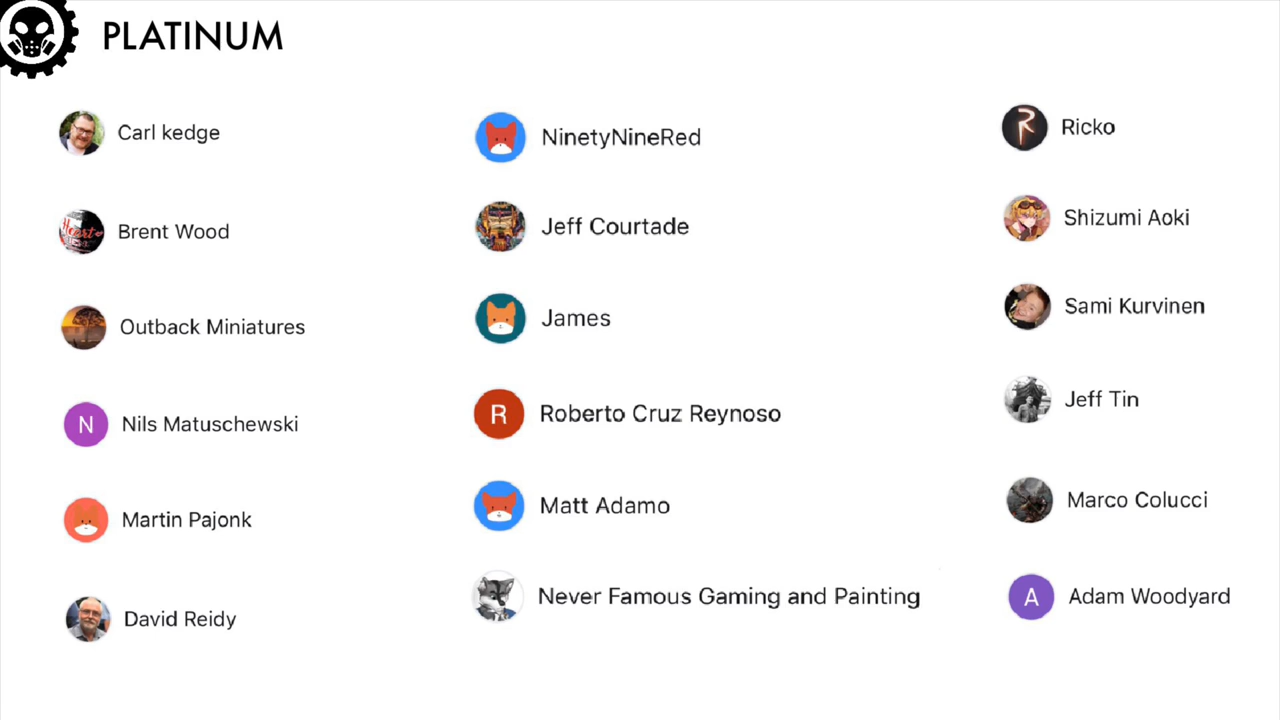 PLATINUM
Carl kedge
Brent Wood
Outback Miniatures
N
Nils Matuschewski
Martin Pajonk
David Reidy
NinetyNineRed
Jeff Courtade
James
R
Roberto Cruz Reynoso
Matt Adamo
Never Famous Gaming and Painting
R
Ricko
Shizumi Aoki
Sami Kurvinen
Jeff Tin
Marco Colucci
A
Adam Woodyard